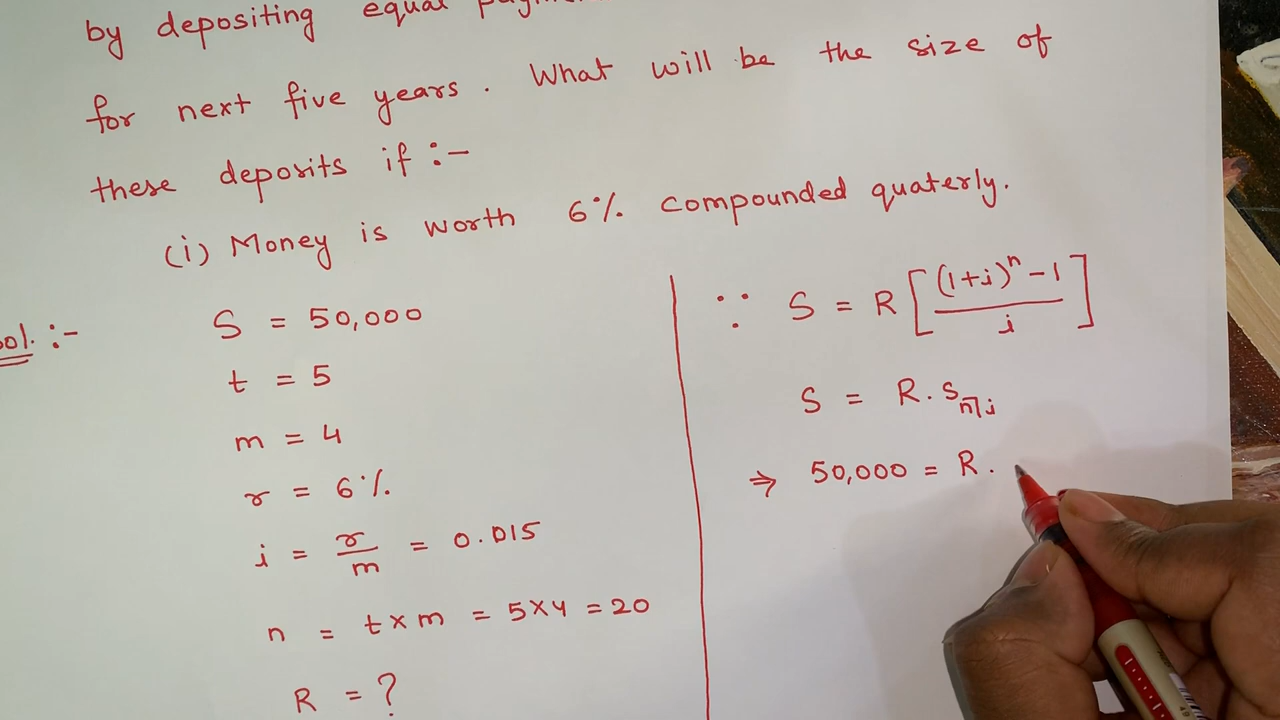 by depositing equal
for next five years. What will be the size of
these deposits if :-
(i) Money is worth 6% compounded quaterly.
Sol. :-
S = 50,000
t = 5
m = 4
r = 6%
i = r/m = 0.015
n = t×m = 5×4 = 20
R = ?
∵ S = R[((1+i)^n - 1)/i]
S = R. s n̅|i
⇒ 50,000 = R.